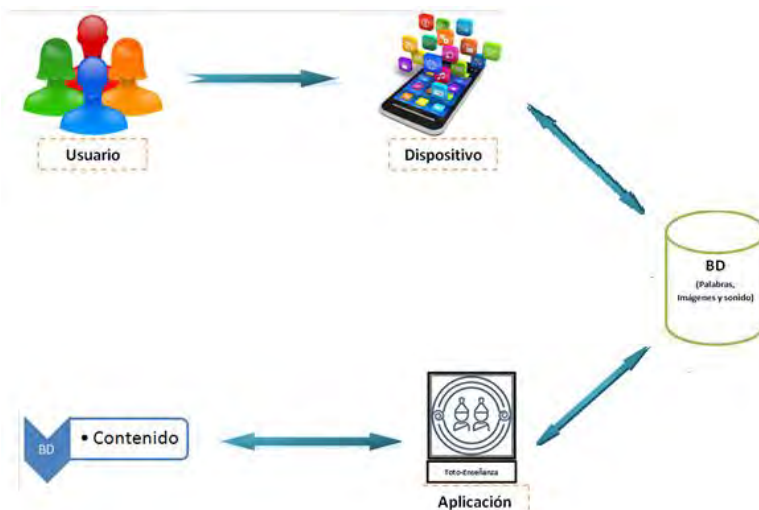 Usuario
Dispositivo
BD
(Palabras,
Imágenes y sonido)
BD
• Contenido
Toto-Enseñanza
Aplicación